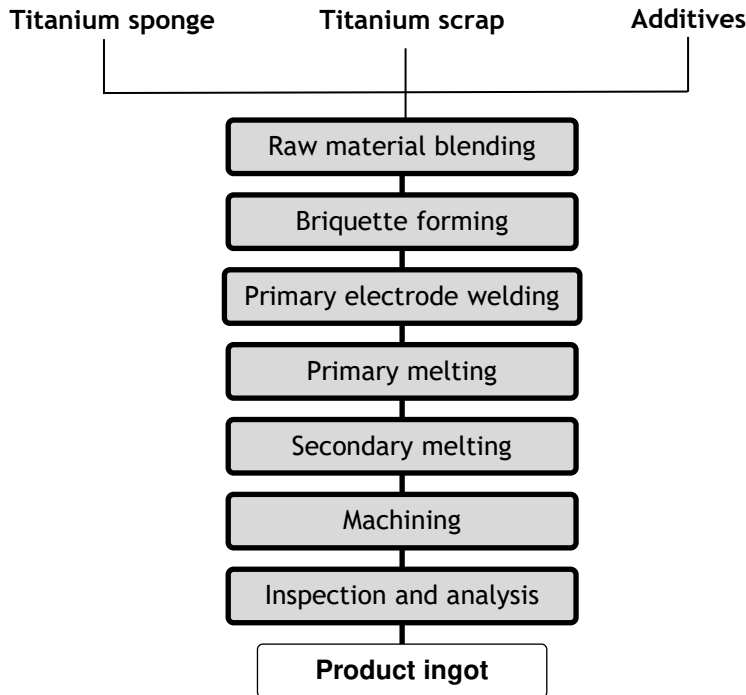 Titanium sponge Titanium scrap Additives
Raw material blending
Briquette forming
Primary electrode welding
Primary melting
Secondary melting
Machining
Inspection and analysis
Product ingot